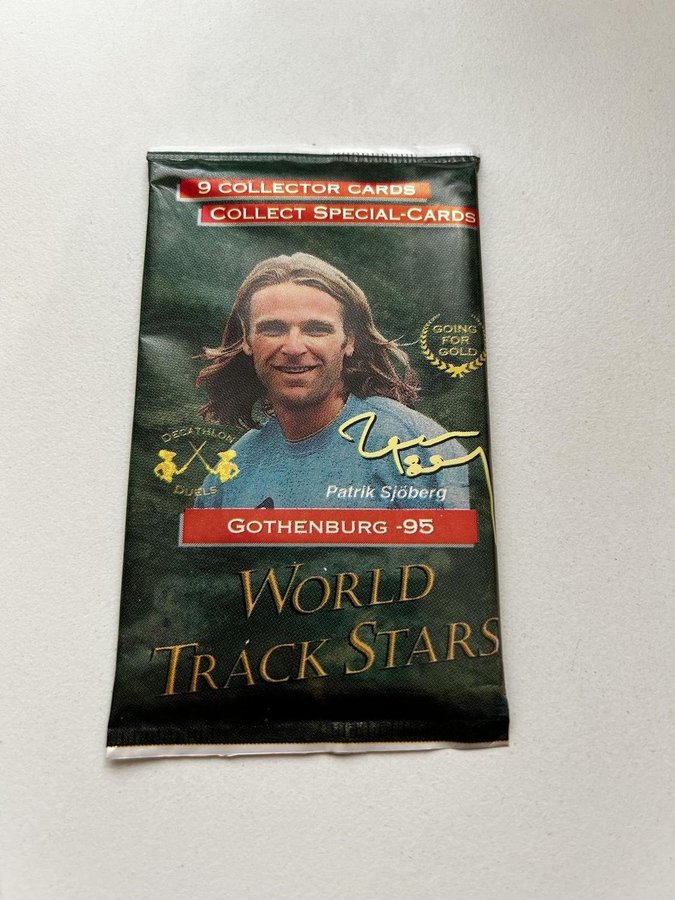 9 COLLECTOR CARDS
COLLECT SPECIAL-CARDS
GOING
FOR
GOLD
DECATHLON
DUELS
Patrik Sjöberg
GOTHENBURG -95
WORLD
TRACK STARS